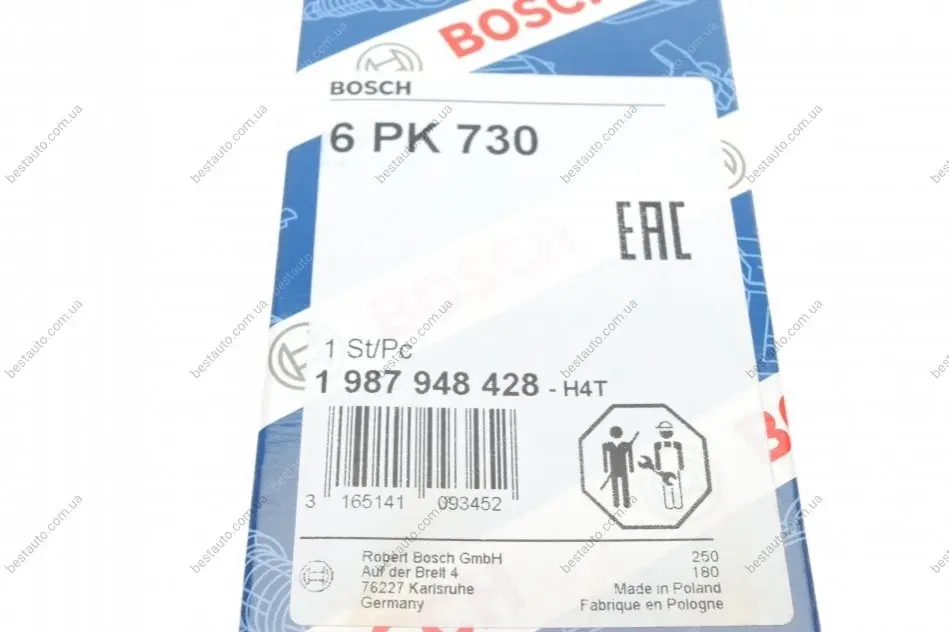 BOSCH
BOSCH
6 PK 730
EAC
BOSCH
1 St/Pc
1 987 948 428 - H4T
3 165141 093452
Robert Bosch GmbH
Auf der Breit 4
76227 Karlsruhe
Germany
250
180
Made in Poland
Fabrique en Pologne
bestauto.com.ua